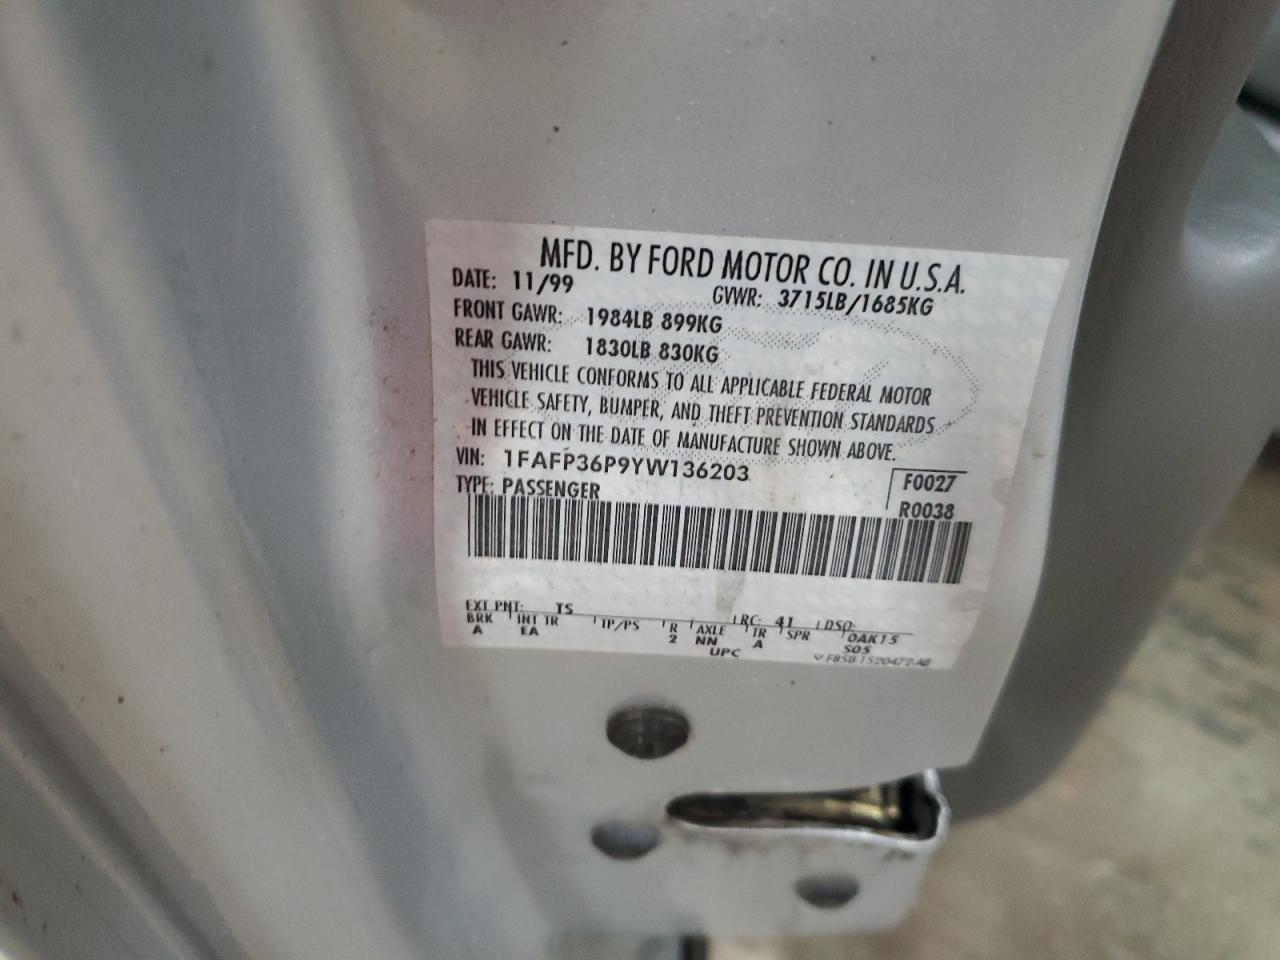 MFD. BY FORD MOTOR CO. IN U.S.A.
DATE: 11/99 GVWR: 3715LB/1685KG
FRONT GAWR: 1984LB 899KG
REAR GAWR: 1830LB 830KG
THIS VEHICLE CONFORMS TO ALL APPLICABLE FEDERAL MOTOR
VEHICLE SAFETY, BUMPER, AND THEFT PREVENTION STANDARDS
IN EFFECT ON THE DATE OF MANUFACTURE SHOWN ABOVE.
VIN: 1FAFP36P9YW136203
F0027
TYPE: PASSENGER
R0038
EXT PNT: TS RC: 41 DSO:
BRK INT TR TP/PS R AXLE TR SPR OAK15
A EA 2 NN A SOS
UPC
F85B-1520472-AB